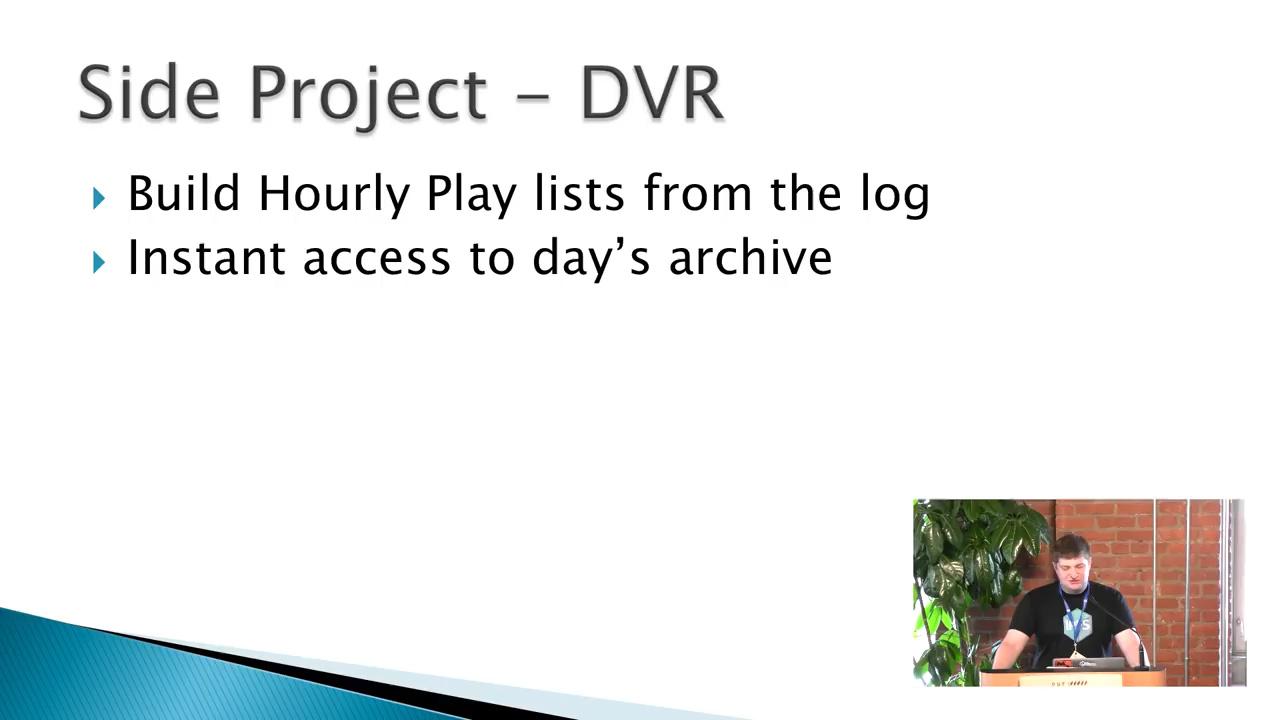 Side Project - DVR
Build Hourly Play lists from the log
Instant access to day's archive